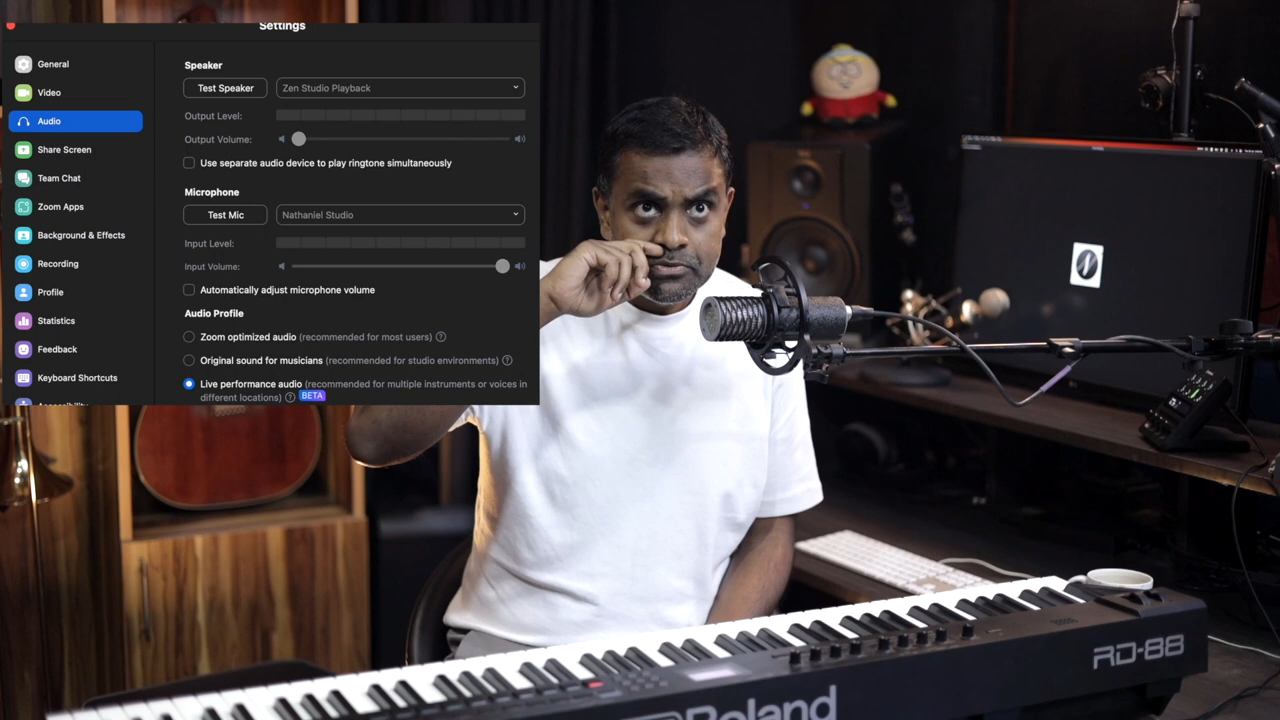 Settings
General
Video
Audio
Share Screen
Team Chat
Zoom Apps
Background & Effects
Recording
Profile
Statistics
Feedback
Keyboard Shortcuts
Accessibility
Speaker
Test Speaker
Zen Studio Playback
Output Level:
Output Volume:
Use separate audio device to play ringtone simultaneously
Microphone
Test Mic
Nathaniel Studio
Input Level:
Input Volume:
Automatically adjust microphone volume
Audio Profile
Zoom optimized audio (recommended for most users) ?
Original sound for musicians (recommended for studio environments) ?
Live performance audio (recommended for multiple instruments or voices in
different locations) ? BETA
N
RD-88
Roland